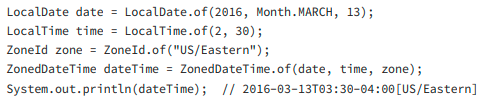 LocalDate date = LocalDate.of(2016, Month.MARCH, 13);
LocalTime time = LocalTime.of(2, 30);
ZoneId zone = ZoneId.of("US/Eastern");
ZonedDateTime dateTime = ZonedDateTime.of(date, time, zone);
System.out.println(dateTime);  // 2016-03-13T03:30-04:00[US/Eastern]